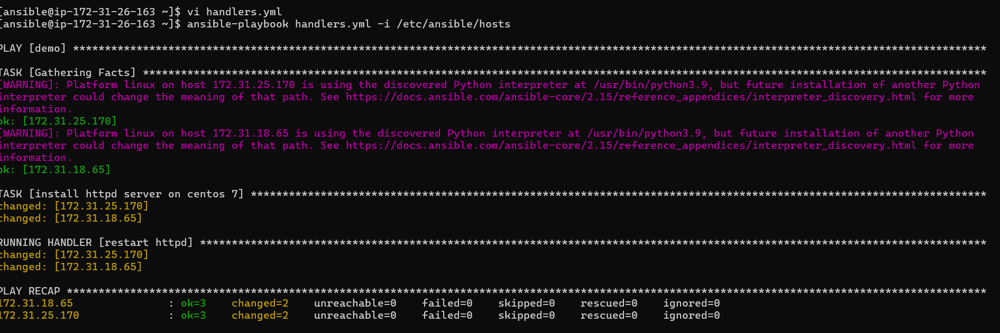 [ansible@ip-172-31-26-163 ~]$ vi handlers.yml
[ansible@ip-172-31-26-163 ~]$ ansible-playbook handlers.yml -i /etc/ansible/hosts
PLAY [demo] ************************************************************************************************************************************************
TASK [Gathering Facts] *************************************************************************************************************************************
[WARNING]: Platform linux on host 172.31.25.170 is using the discovered Python interpreter at /usr/bin/python3.9, but future installation of another Python
interpreter could change the meaning of that path. See https://docs.ansible.com/ansible-core/2.15/reference_appendices/interpreter_discovery.html for more
information.
ok: [172.31.25.170]
[WARNING]: Platform linux on host 172.31.18.65 is using the discovered Python interpreter at /usr/bin/python3.9, but future installation of another Python
interpreter could change the meaning of that path. See https://docs.ansible.com/ansible-core/2.15/reference_appendices/interpreter_discovery.html for more
information.
ok: [172.31.18.65]
TASK [install httpd server on centos 7] ********************************************************************************************************************
changed: [172.31.25.170]
changed: [172.31.18.65]
RUNNING HANDLER [restart httpd] ****************************************************************************************************************************
changed: [172.31.25.170]
changed: [172.31.18.65]
PLAY RECAP *************************************************************************************************************************************************
172.31.18.65               : ok=3    changed=2    unreachable=0    failed=0    skipped=0    rescued=0    ignored=0
172.31.25.170              : ok=3    changed=2    unreachable=0    failed=0    skipped=0    rescued=0    ignored=0